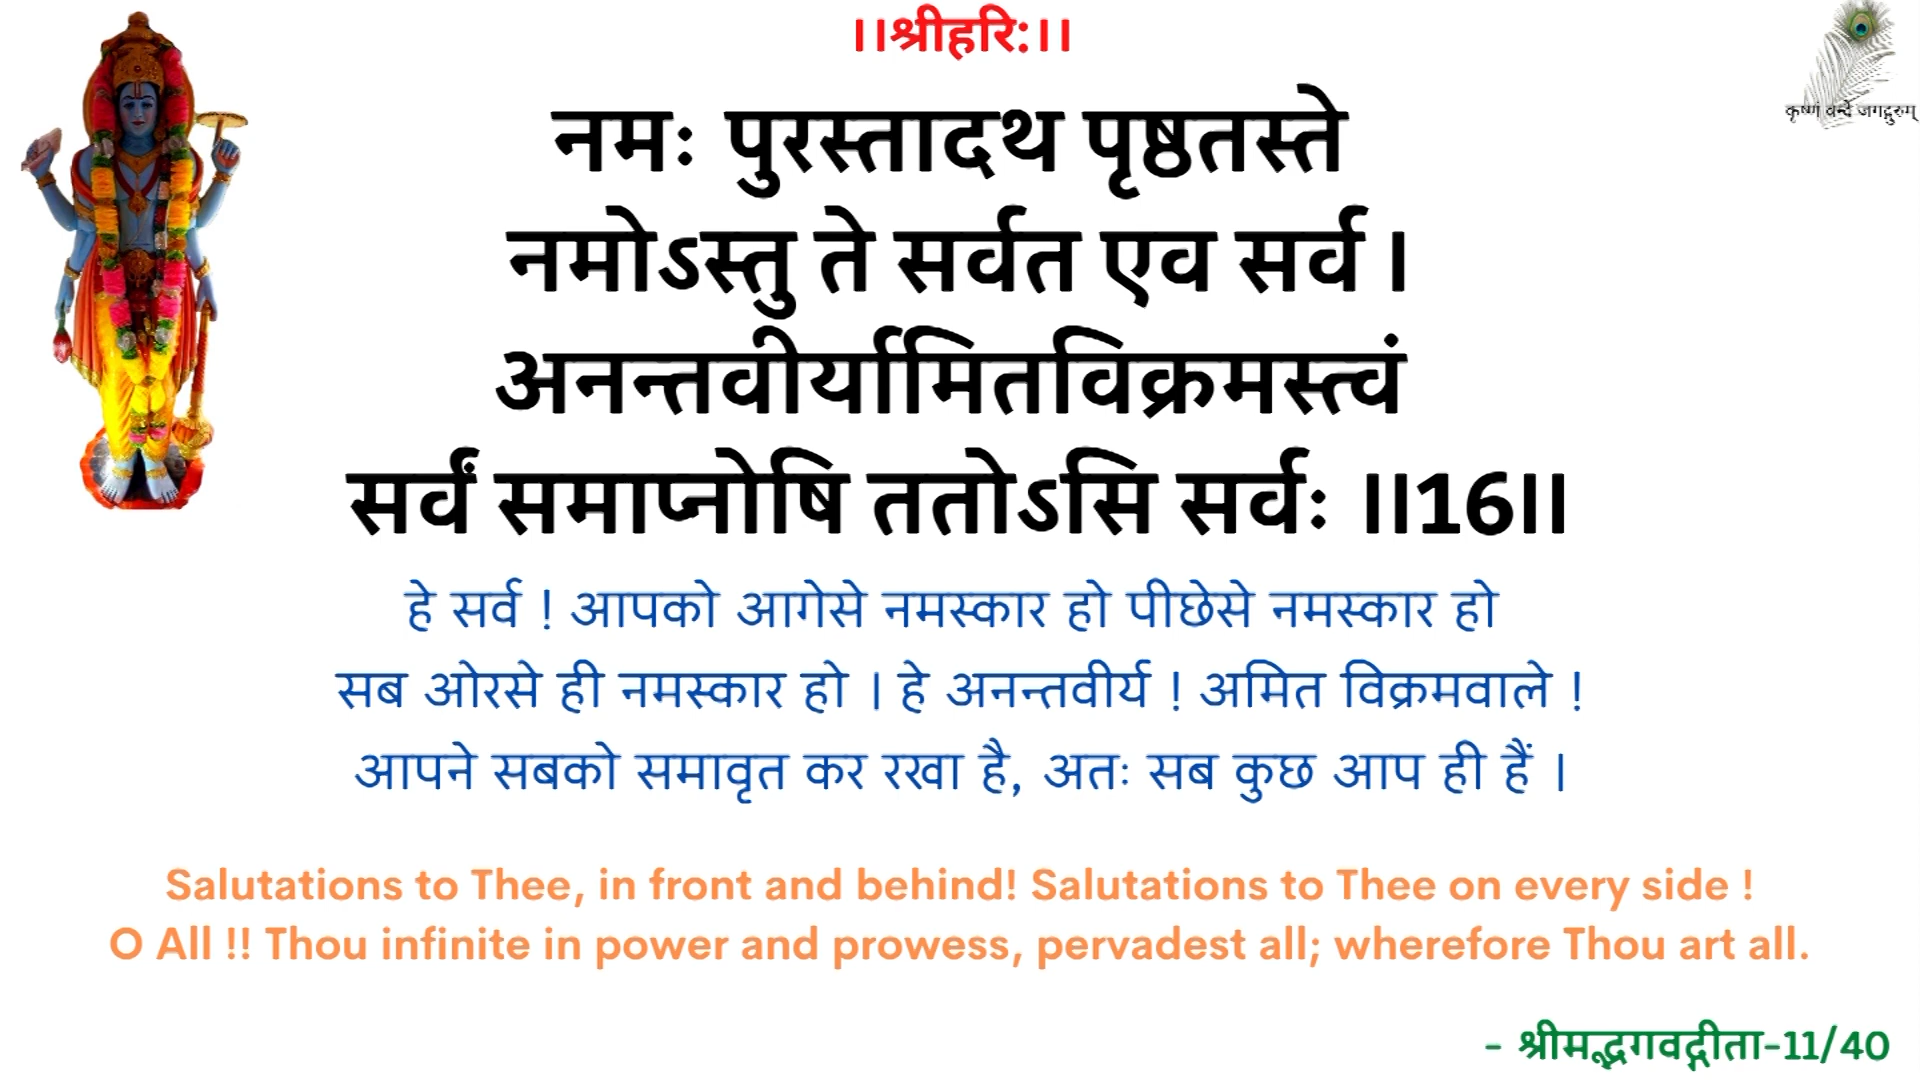 ।।श्रीहरि:।।
कृष्णं वन्दे जगद्गुरुम्
नमः पुरस्तादथ पृष्ठतस्ते
नमोऽस्तु ते सर्वत एव सर्व ।
अनन्तवीर्यामितविक्रमस्त्वं
सर्वं समाप्नोषि ततोऽसि सर्वः ।।16।।
हे सर्व ! आपको आगेसे नमस्कार हो पीछेसे नमस्कार हो
सब ओरसे ही नमस्कार हो । हे अनन्तवीर्य ! अमित विक्रमवाले !
आपने सबको समावृत कर रखा है, अतः सब कुछ आप ही हैं ।
Salutations to Thee, in front and behind! Salutations to Thee on every side !
O All !! Thou infinite in power and prowess, pervadest all; wherefore Thou art all.
- श्रीमद्भगवद्गीता-11/40